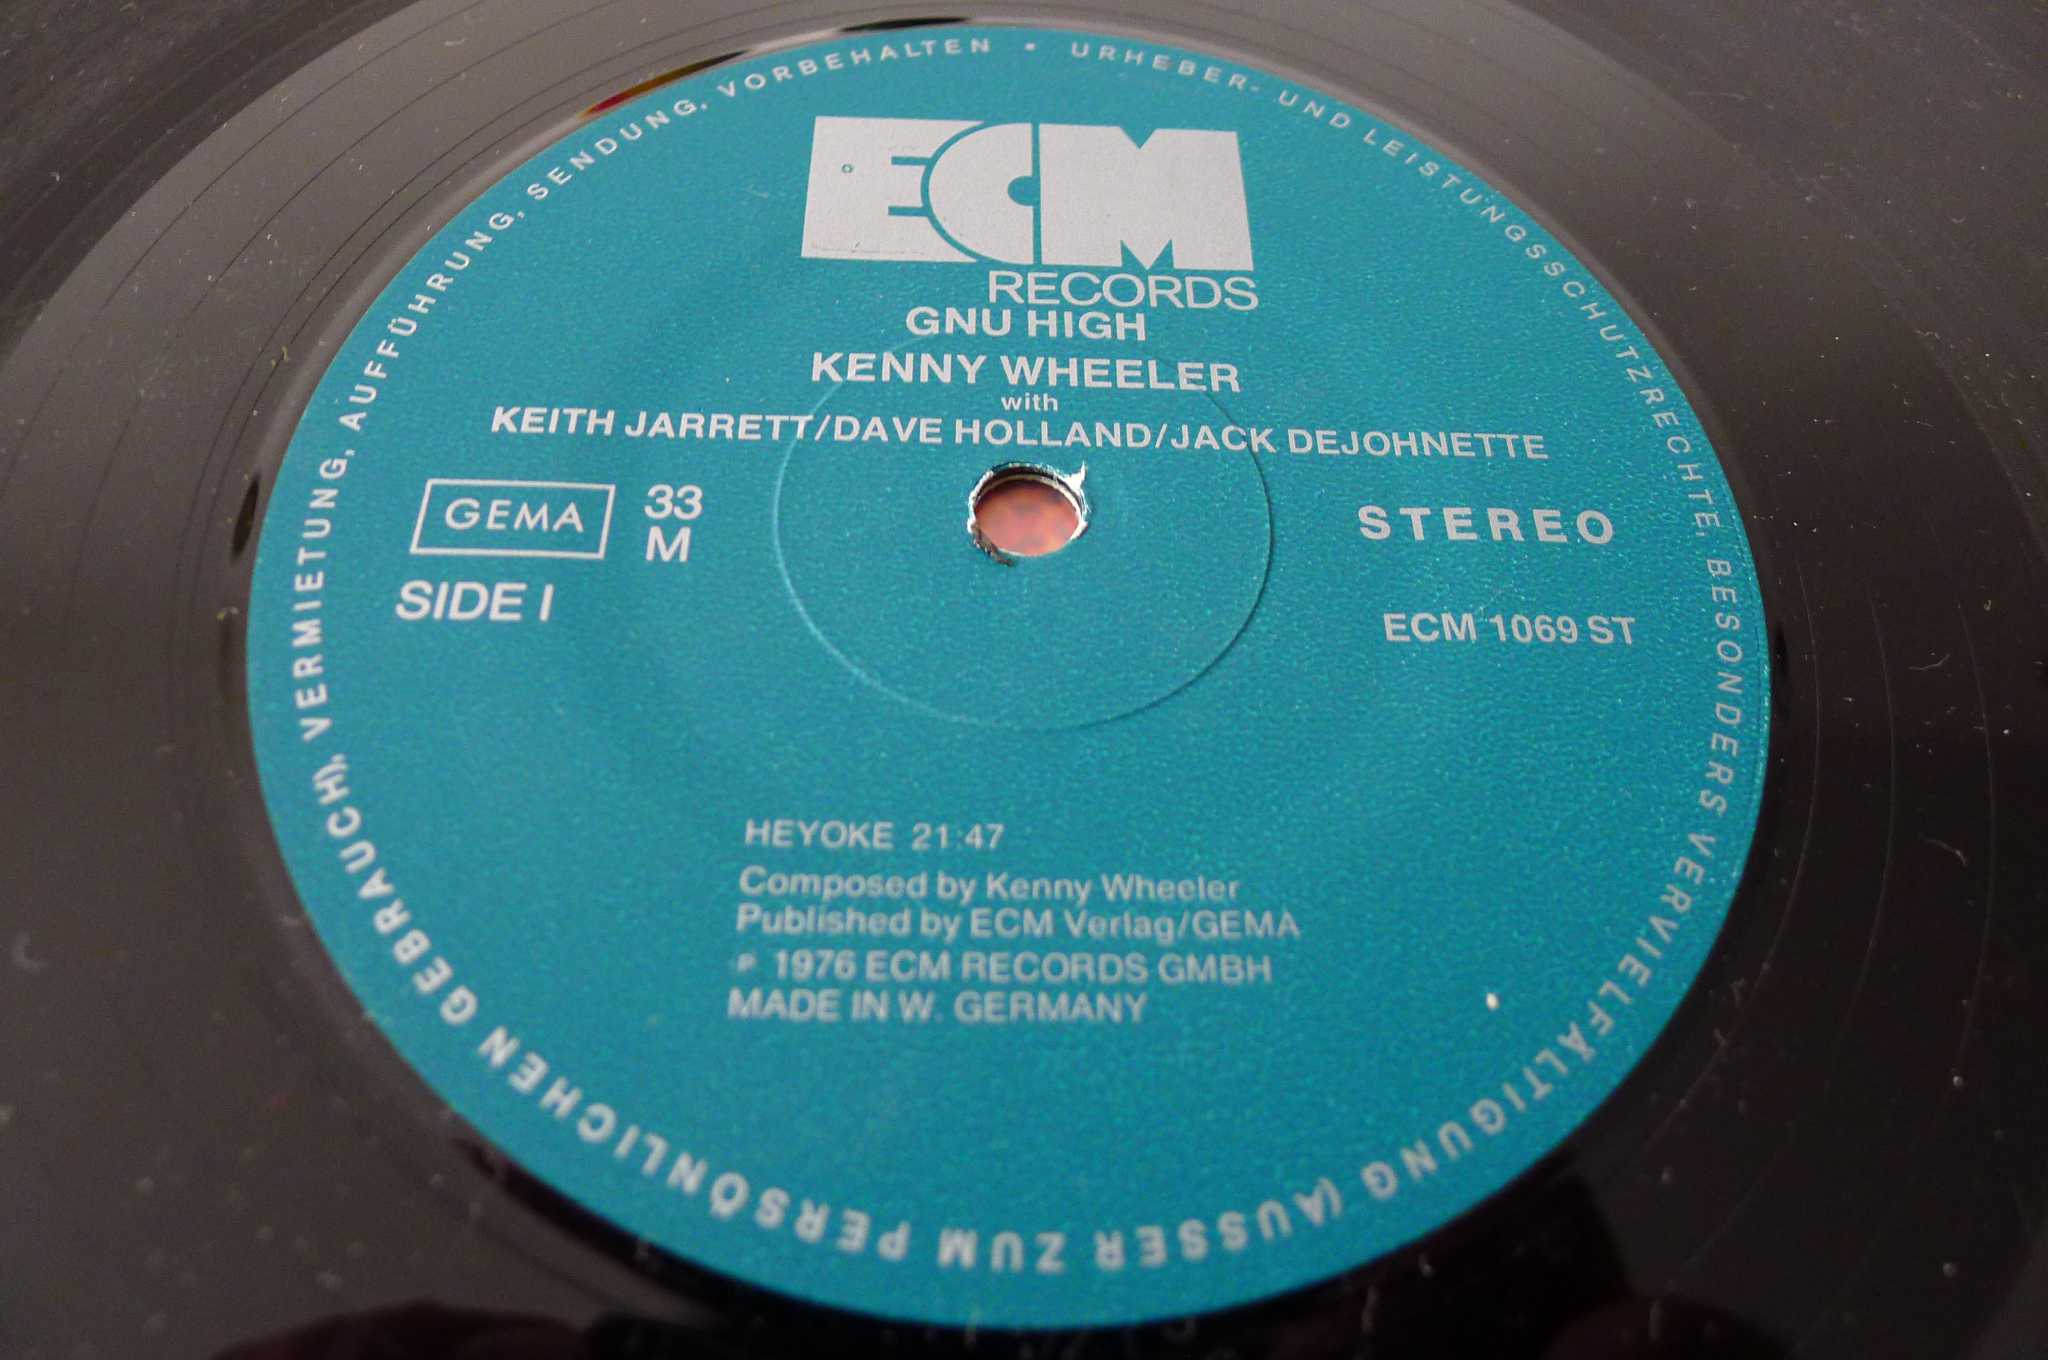 ECM
RECORDS
GNU HIGH
KENNY WHEELER
with
KEITH JARRETT/DAVE HOLLAND/JACK DEJOHNETTE
GEMA
33
M
STEREO
SIDE I
ECM 1069 ST
HEYOKE 21:47
Composed by Kenny Wheeler
Published by ECM Verlag/GEMA
℗ 1976 ECM RECORDS GMBH
MADE IN W. GERMANY
URHEBER- UND LEISTUNGSSCHUTZRECHTE, BESONDERS VERVIELFÄLTIGUNG (AUSSER ZUM PERSÖNLICHEN GEBRAUCH), VERMIETUNG, AUFFÜHRUNG, SENDUNG, VORBEHALTEN •